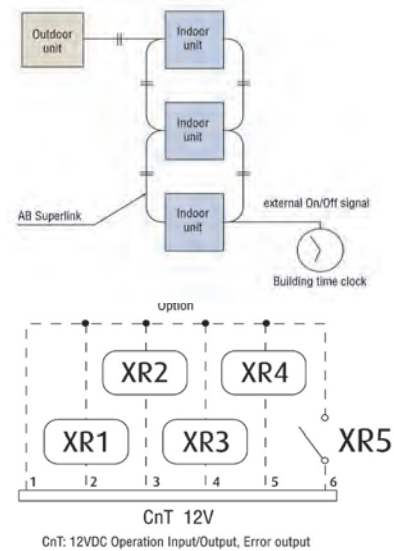 Outdoor
unit
Indoor
unit
Indoor
unit
Indoor
unit
AB Superlink
external On/Off signal
Building time clock
Option
XR2 XR4
XR1 XR3 XR5
1 2 3 4 5 6
CnT 12V
CnT: 12VDC Operation Input/Output, Error output